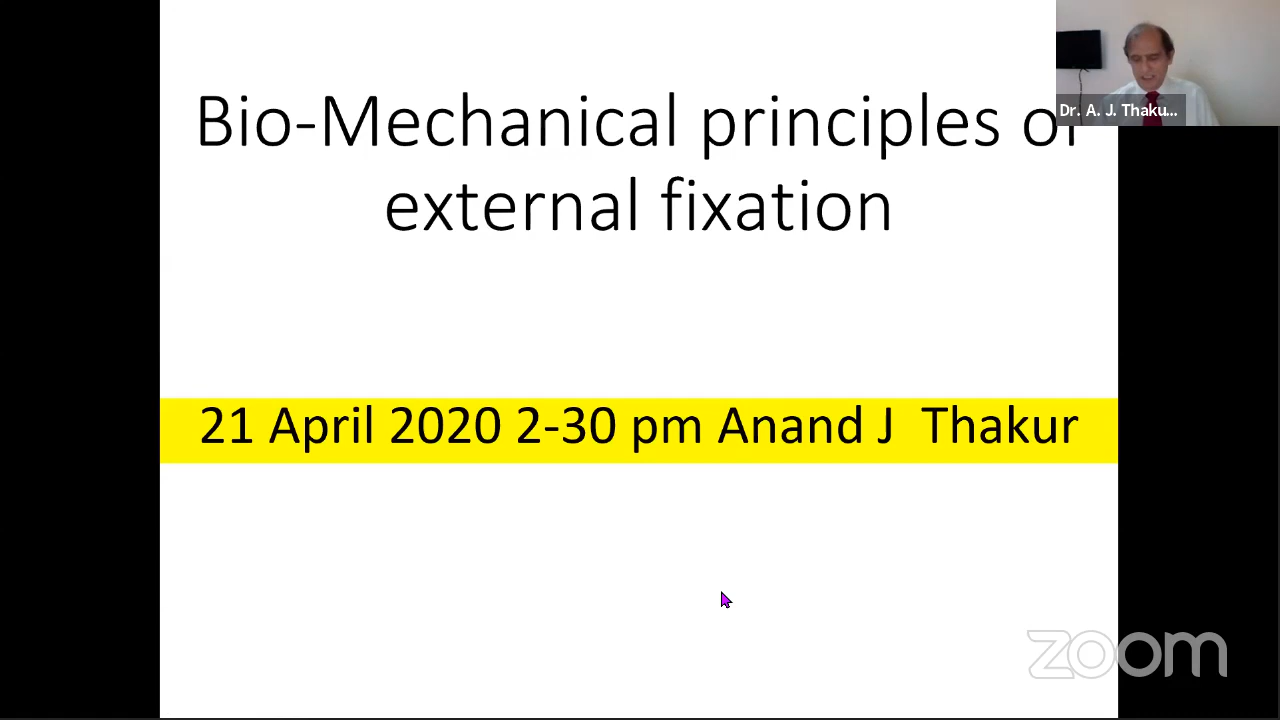 Bio-Mechanical principles of
external fixation
Dr. A. J. Thaku...
21 April 2020 2-30 pm Anand J Thakur
zoom